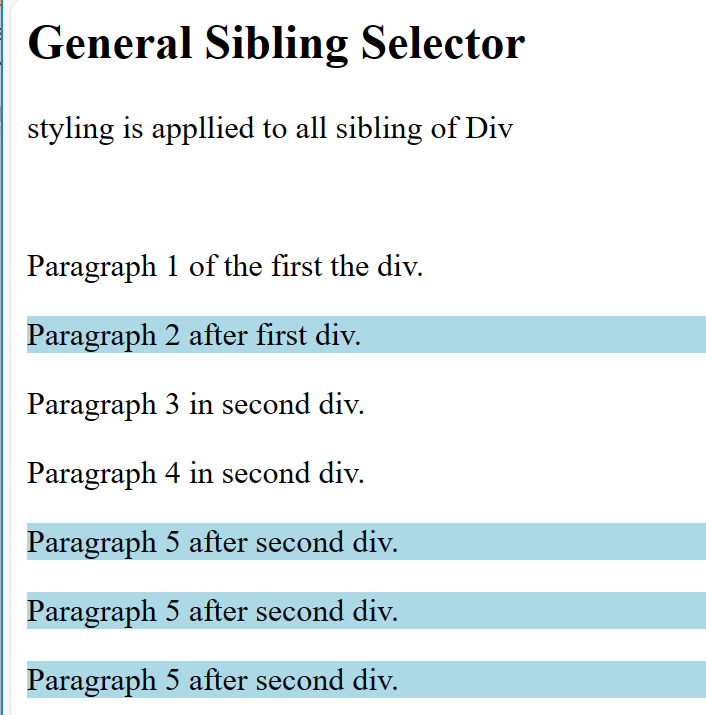 General Sibling Selector
styling is appllied to all sibling of Div
Paragraph 1 of the first the div.
Paragraph 2 after first div.
Paragraph 3 in second div.
Paragraph 4 in second div.
Paragraph 5 after second div.
Paragraph 5 after second div.
Paragraph 5 after second div.